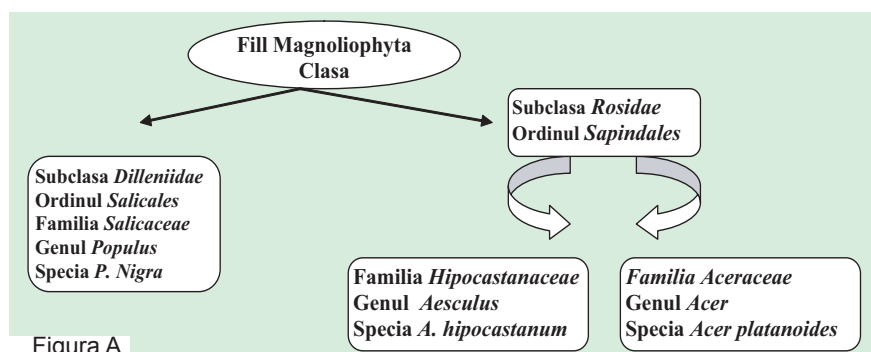 Fill Magnoliophyta
Clasa
Subclasa Rosidae
Ordinul Sapindales
Subclasa Dilleniidae
Ordinul Salicales
Familia Salicaceae
Genul Populus
Specia P. Nigra
Familia Hipocastanaceae
Genul Aesculus
Specia A. hipocastanum
Familia Aceraceae
Genul Acer
Specia Acer platanoides
Figura A